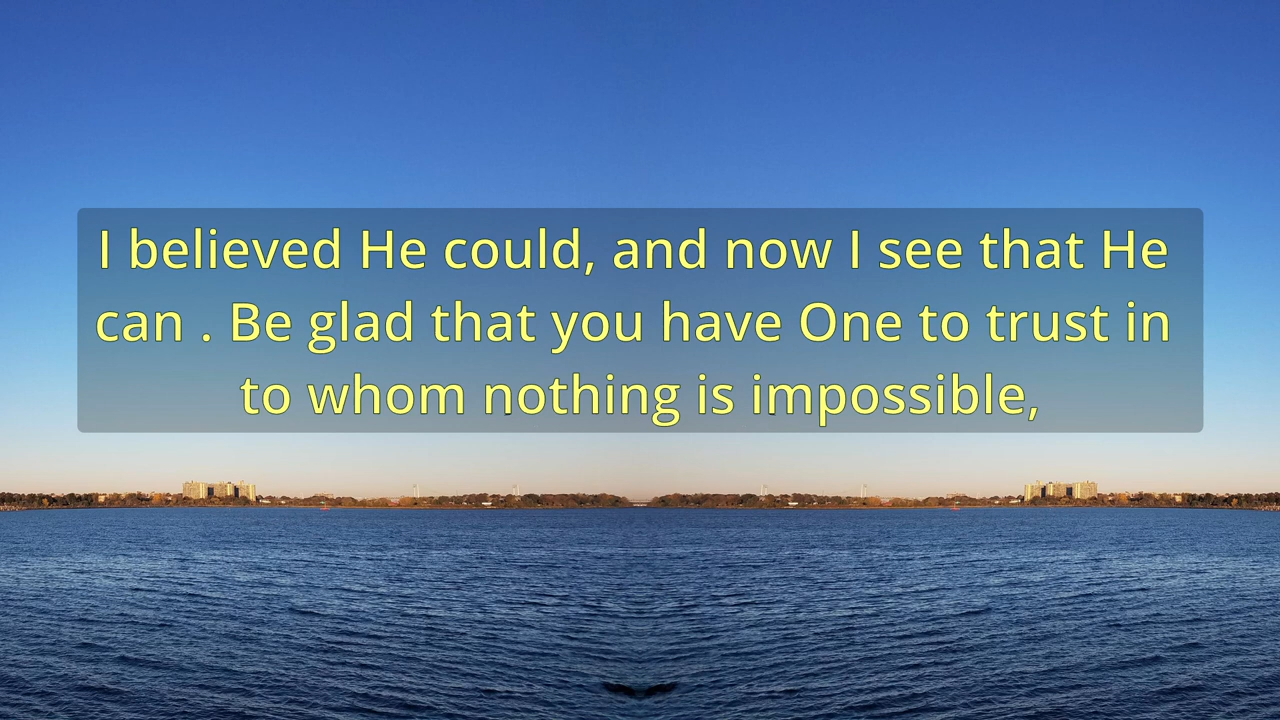 I believed He could, and now I see that He
can . Be glad that you have One to trust in
to whom nothing is impossible,